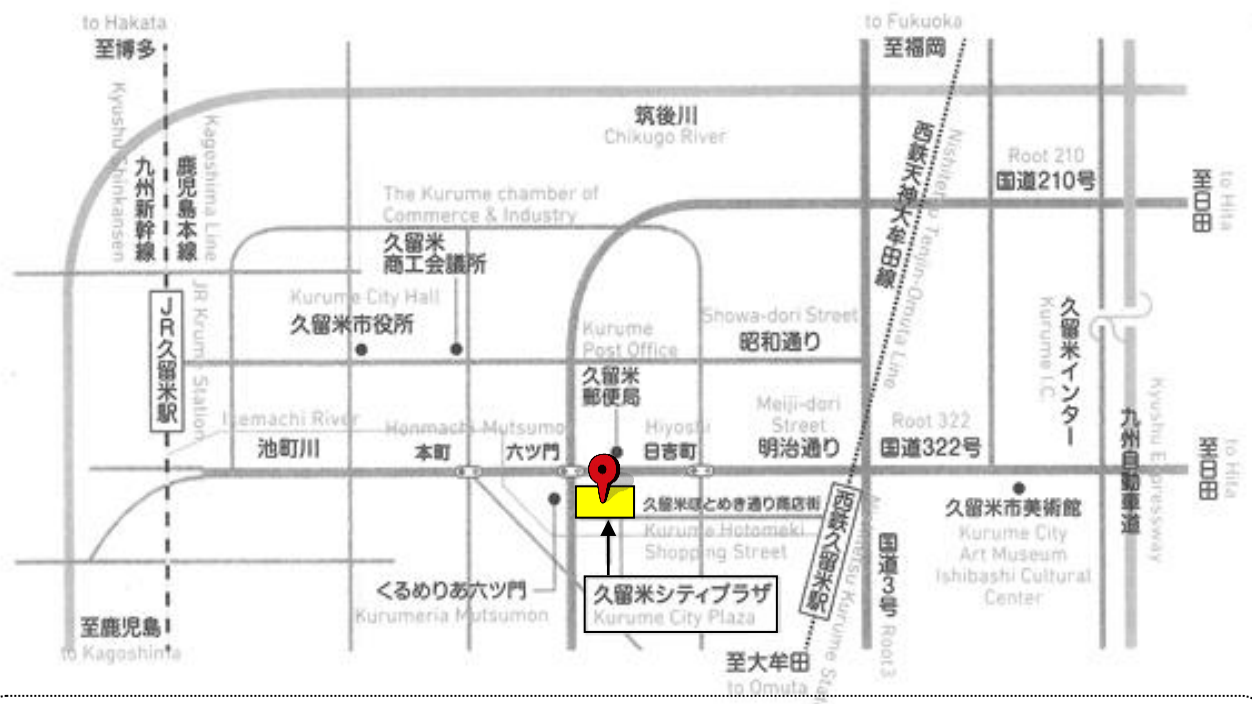 to Hakata
至博多
to Fukuoka
至福岡
筑後川
Chikugo River
Kyushu Shinkansen
九州新幹線
鹿児島本線
Kagoshima Line
西鉄天神大牟田線
Nishitetsu Tenjin-Omuta Line
Root 210
国道210号
至日田
to Hita
The Kurume chamber of
Commerce & Industry
久留米
商工会議所
Kurume City Hall
久留米市役所
JR久留米駅
JR Krume Station
Kurume
Post Office
久留米
郵便局
Showa-dori Street
昭和通り
久留米インター
Kurume I.C.
九州自動車道
Kyushu Expressway
池町川
Honmachi
本町
Mutsumon
六ツ門
Hiyoshi
日吉町
Meiji-dori
Street
明治通り
Root 322
国道322号
至日田
to Hita
久留米ほとめき通り商店街
Kurume Hotomeki
Shopping Street
西鉄久留米駅
国道3号
Root3
久留米市美術館
Kurume City
Art Museum
Ishibashi Cultural
Center
くるめりあ六ツ門
Kurumeria Mutsumon
久留米シティプラザ
Kurume City Plaza
至鹿児島
to Kagoshima
至大牟田
to Omuta